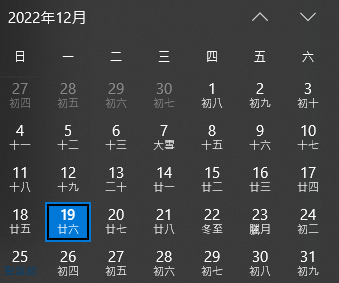 2022年12月
日 一 二 三 四 五 六
27 28 29 30 1 2 3
初四 初五 初六 初七 初八 初九 初十
4 5 6 7 8 9 10
十一 十二 十三 大雪 十五 十六 十七
11 12 13 14 15 16 17
十八 十九 二十 廿一 廿二 廿三 廿四
18 19 20 21 22 23 24
廿五 廿六 廿七 廿八 冬至 臘月 初二
25 26 27 28 29 30 31
初四 初五 初六 初七 初八 初九